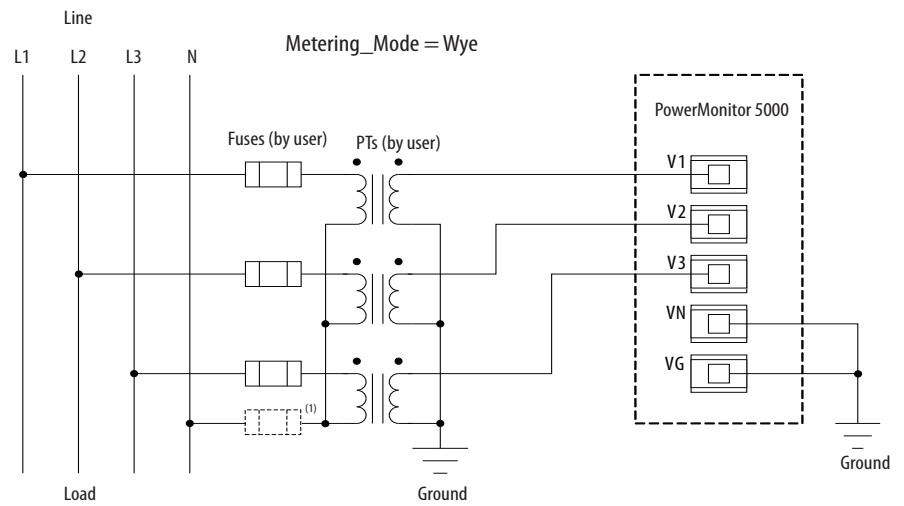 Line
Metering_Mode = Wye
L1 L2 L3 N
PowerMonitor 5000
Fuses (by user) PTs (by user)
V1
V2
V3
VN
VG
(1)
Ground
Load Ground